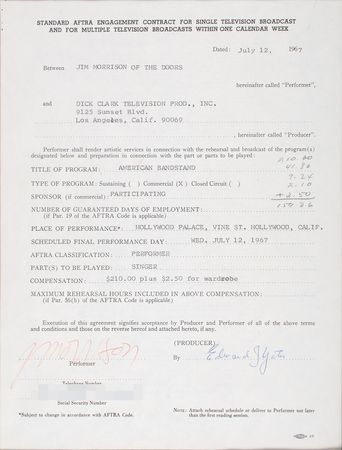 STANDARD AFTRA ENGAGEMENT CONTRACT FOR SINGLE TELEVISION BROADCAST
AND FOR MULTIPLE TELEVISION BROADCASTS WITHIN ONE CALENDAR WEEK
Dated: July 12, 1967
Between JIM MORRISON OF THE DOORS
hereinafter called "Performer",
and DICK CLARK TELEVISION PROD., INC.
9125 Sunset Blvd.
Los Angeles, Calif. 90069
, hereinafter called "Producer".
Performer shall render artistic services in connection with the rehearsal and broadcast of the program(s)
designated below and preparation in connection with the part or parts to be played:
210.00
TITLE OF PROGRAM: AMERICAN BANDSTAND
TYPE OF PROGRAM: Sustaining ( ) Commercial (X) Closed Circuit ( )
SPONSOR (if commercial): PARTICIPATING
+ 2.50
NUMBER OF GUARANTEED DAYS OF EMPLOYMENT:
(if Par. 19 of the AFTRA Code is applicable)
PLACE OF PERFORMANCE*: HOLLYWOOD PALACE, VINE ST. HOLLYWOOD, CALIF.
SCHEDULED FINAL PERFORMANCE DAY: WED. JULY 12, 1967
AFTRA CLASSIFICATION: PERFORMER
PART(S) TO BE PLAYED: SINGER
COMPENSATION: $210.00 plus $2.50 for wardrobe
MAXIMUM REHEARSAL HOURS INCLUDED IN ABOVE COMPENSATION:
(if Par. 56(b) of the AFTRA Code is applicable)
Execution of this agreement signifies acceptance by Producer and Performer of all of the above terms
and conditions and those on the reverse hereof and attached hereto, if any.
(PRODUCER)
By Edward J Yates
Performer
Telephone Number
Social Security Number
*Subject to change in accordance with AFTRA Code.
NOTE: Attach rehearsal schedule or deliver to Performer not later
than the first reading session.